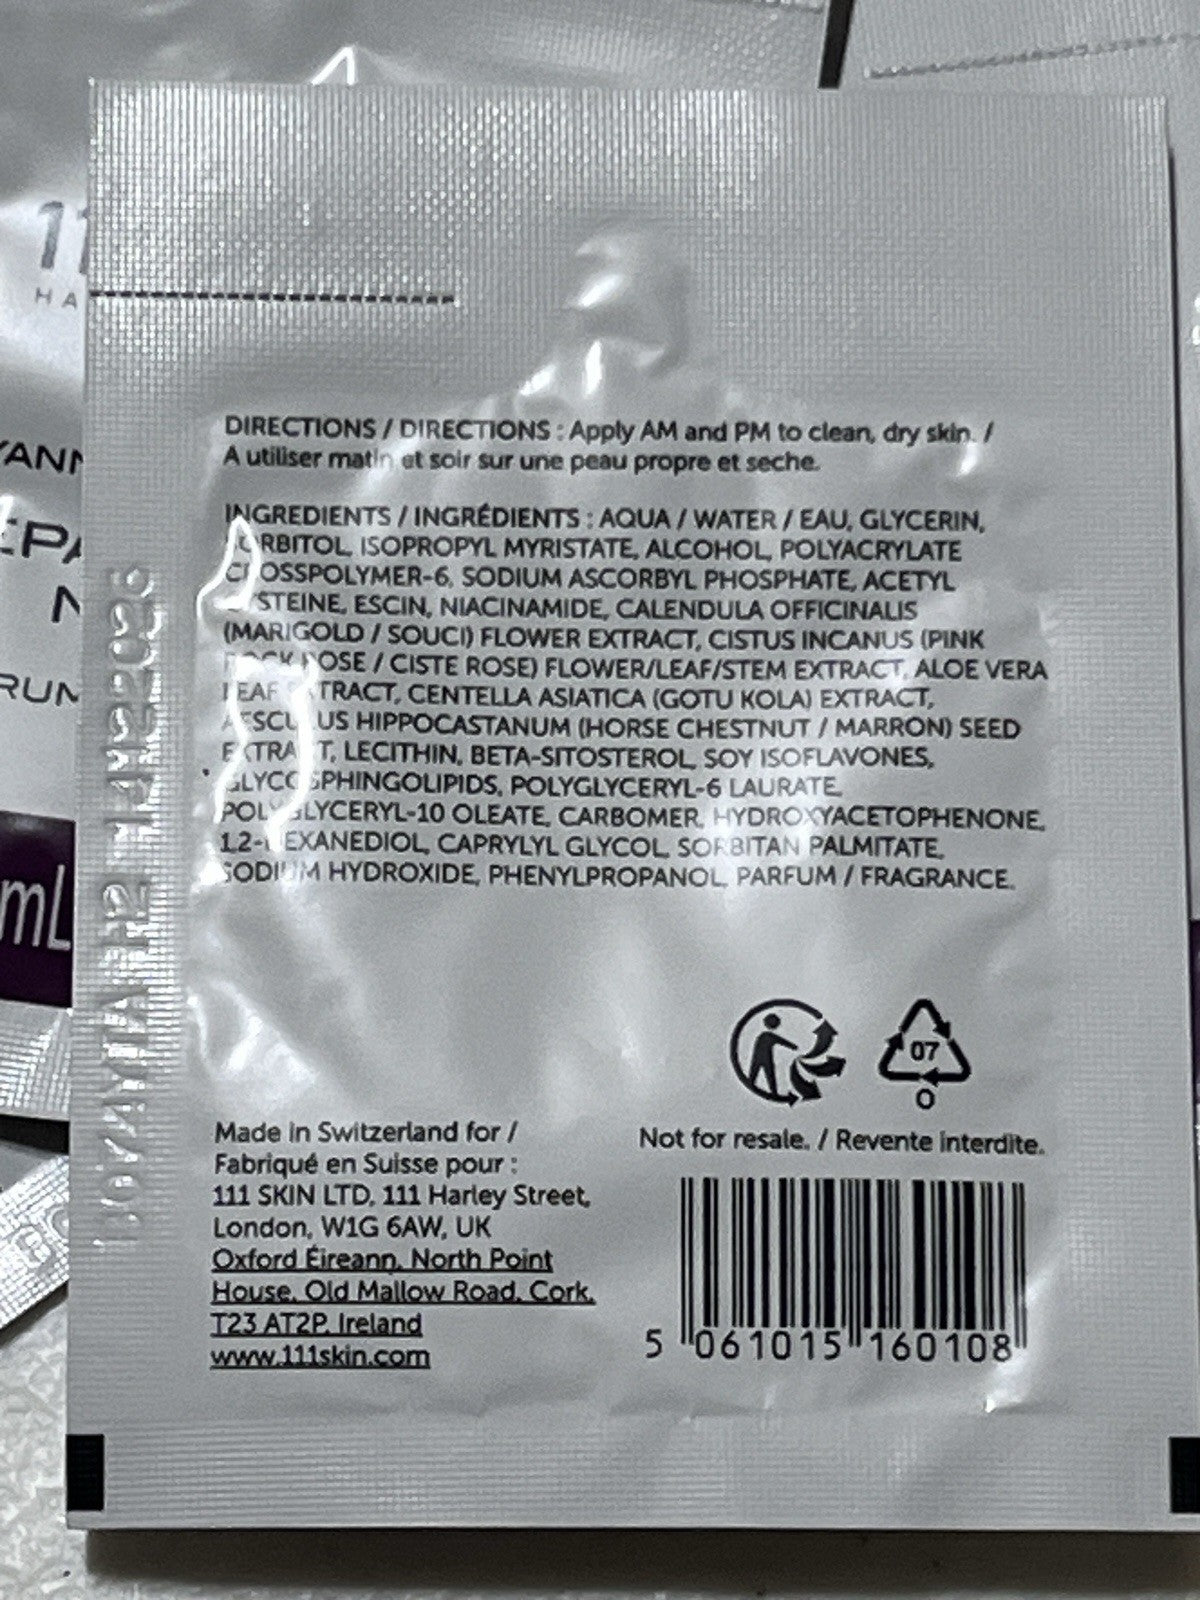 11
HA
YANN
EPA
N
RUM
mL
DIRECTIONS / DIRECTIONS : Apply AM and PM to clean, dry skin. /
A utiliser matin et soir sur une peau propre et seche.
INGREDIENTS / INGRÉDIENTS : AQUA / WATER / EAU, GLYCERIN,
SORBITOL, ISOPROPYL MYRISTATE, ALCOHOL, POLYACRYLATE
CROSSPOLYMER-6, SODIUM ASCORBYL PHOSPHATE, ACETYL
CYSTEINE, ESCIN, NIACINAMIDE, CALENDULA OFFICINALIS
(MARIGOLD / SOUCI) FLOWER EXTRACT, CISTUS INCANUS (PINK
ROCK ROSE / CISTE ROSE) FLOWER/LEAF/STEM EXTRACT, ALOE VERA
LEAF EXTRACT, CENTELLA ASIATICA (GOTU KOLA) EXTRACT,
AESCULUS HIPPOCASTANUM (HORSE CHESTNUT / MARRON) SEED
EXTRACT, LECITHIN, BETA-SITOSTEROL, SOY ISOFLAVONES,
GLYCOSPHINGOLIPIDS, POLYGLYCERYL-6 LAURATE,
POLYGLYCERYL-10 OLEATE, CARBOMER, HYDROXYACETOPHENONE,
1,2-HEXANEDIOL, CAPRYLYL GLYCOL, SORBITAN PALMITATE,
SODIUM HYDROXIDE, PHENYLPROPANOL, PARFUM / FRAGRANCE.
07
O
Made in Switzerland for /
Fabriqué en Suisse pour :
111 SKIN LTD, 111 Harley Street,
London, W1G 6AW, UK
Oxford Éireann, North Point
House, Old Mallow Road, Cork,
T23 AT2P, Ireland
www.111skin.com
Not for resale. / Revente interdite.
5 061015 160108